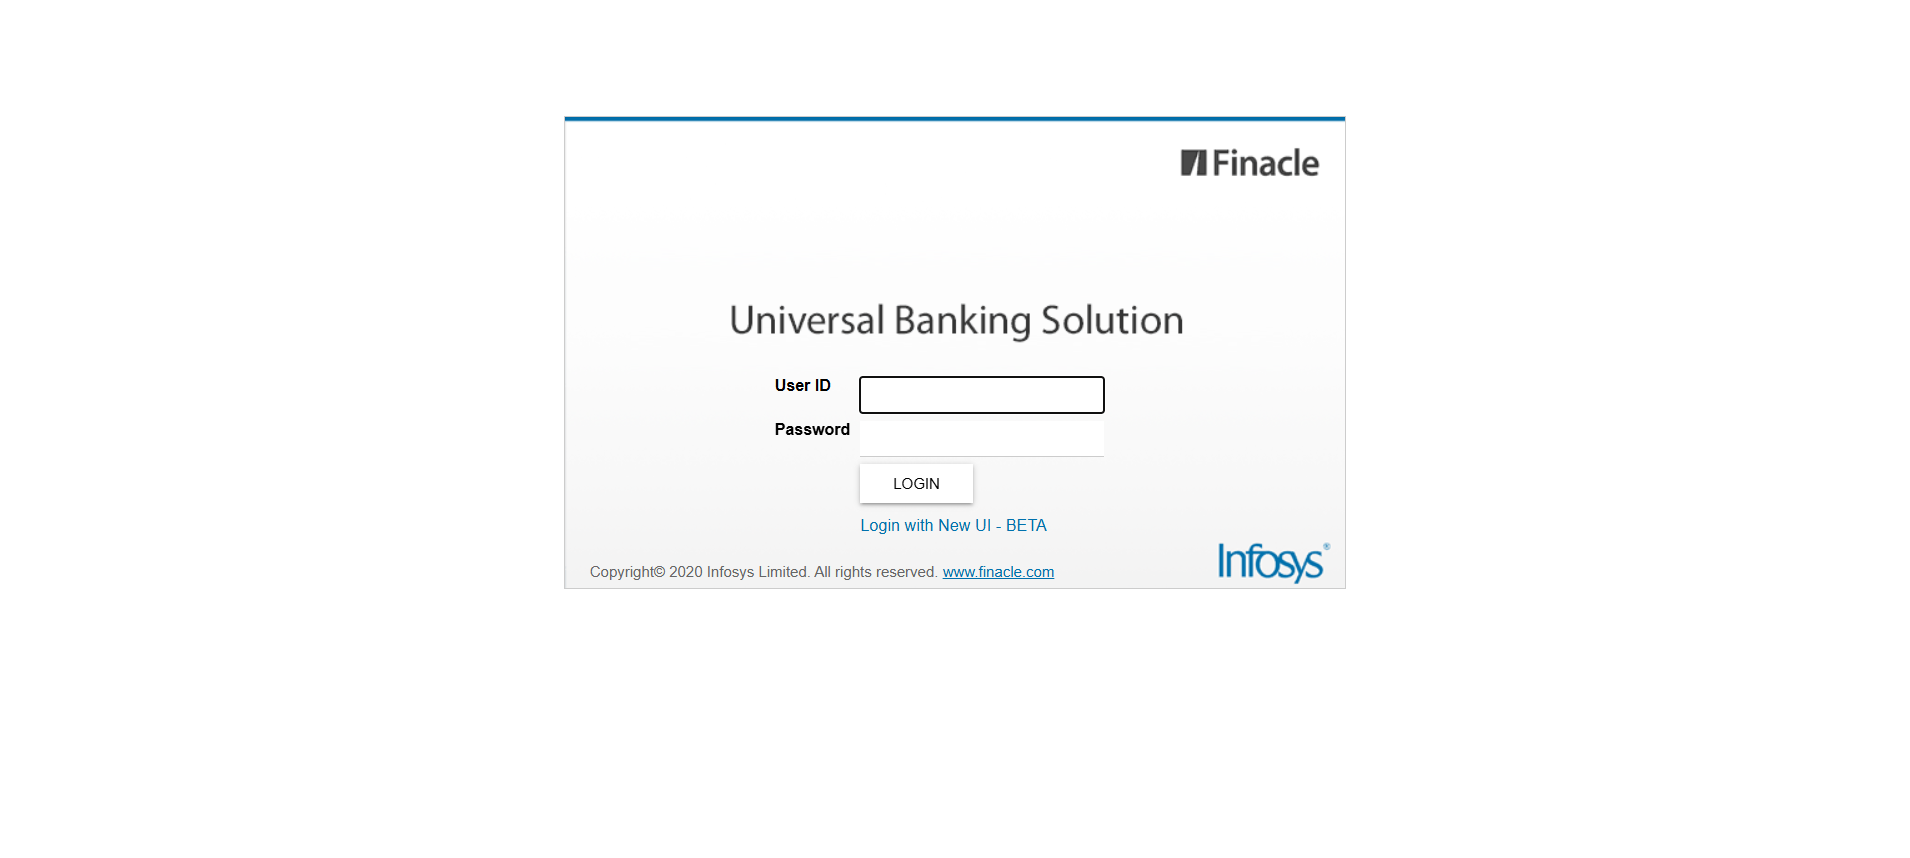 Finacle
Universal Banking Solution
User ID
Password
LOGIN
Login with New UI - BETA
Copyright© 2020 Infosys Limited. All rights reserved. www.finacle.com
Infosys®